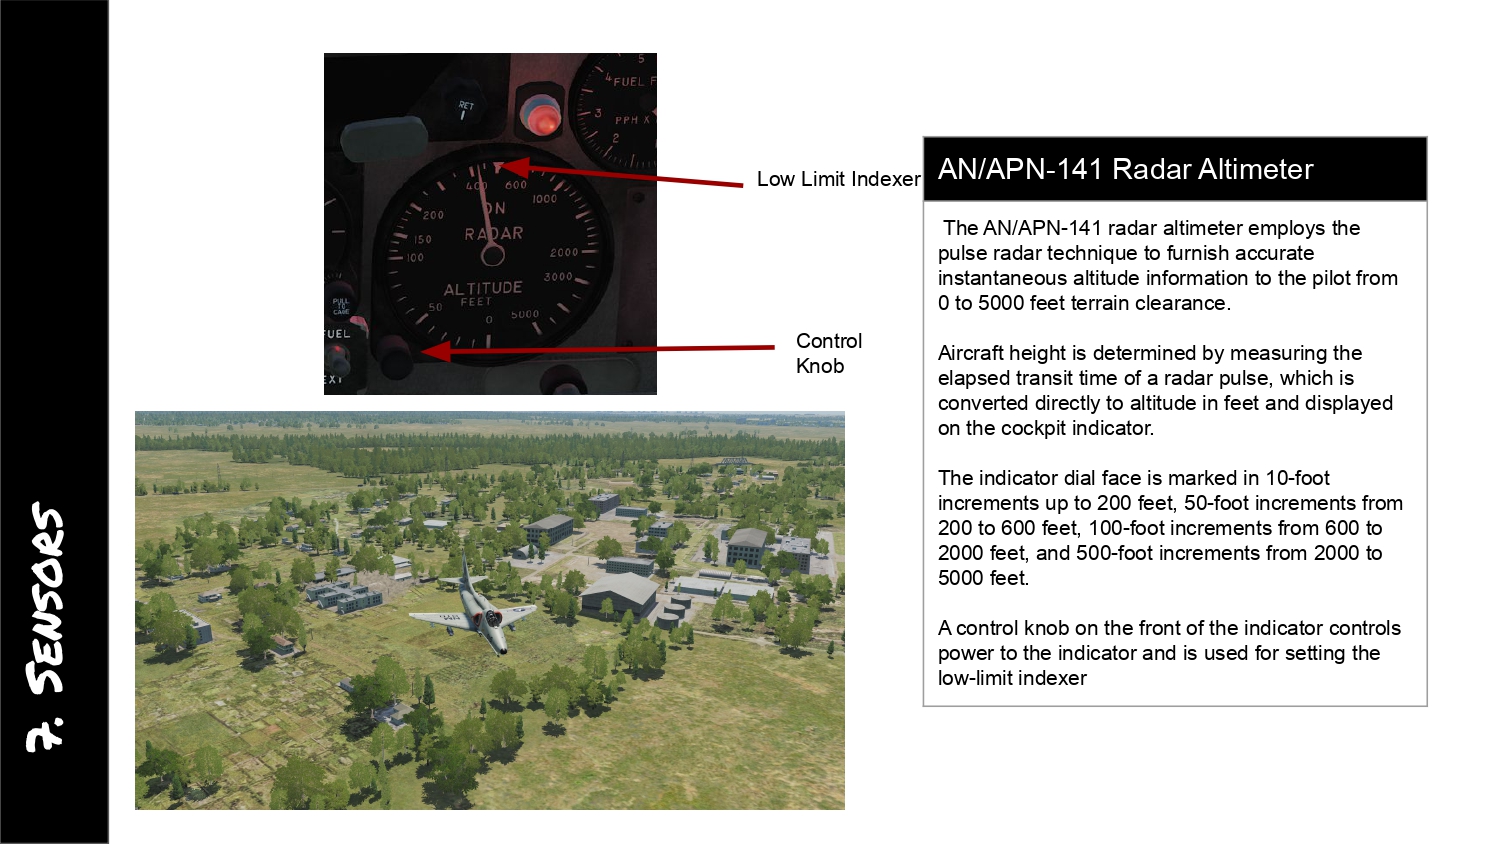 7. SENSORS
RET
5
4
FUEL F
3
PPH X
2
Low Limit Indexer
400
600
200
ON
1000
150
RADAR
100
2000
3000
ALTITUDE
FEET
50
0
5000
PULL
TO
CAGE
FUEL
EXT
Control
Knob
AN/APN-141 Radar Altimeter
The AN/APN-141 radar altimeter employs the
pulse radar technique to furnish accurate
instantaneous altitude information to the pilot from
0 to 5000 feet terrain clearance.
Aircraft height is determined by measuring the
elapsed transit time of a radar pulse, which is
converted directly to altitude in feet and displayed
on the cockpit indicator.
The indicator dial face is marked in 10-foot
increments up to 200 feet, 50-foot increments from
200 to 600 feet, 100-foot increments from 600 to
2000 feet, and 500-foot increments from 2000 to
5000 feet.
A control knob on the front of the indicator controls
power to the indicator and is used for setting the
low-limit indexer